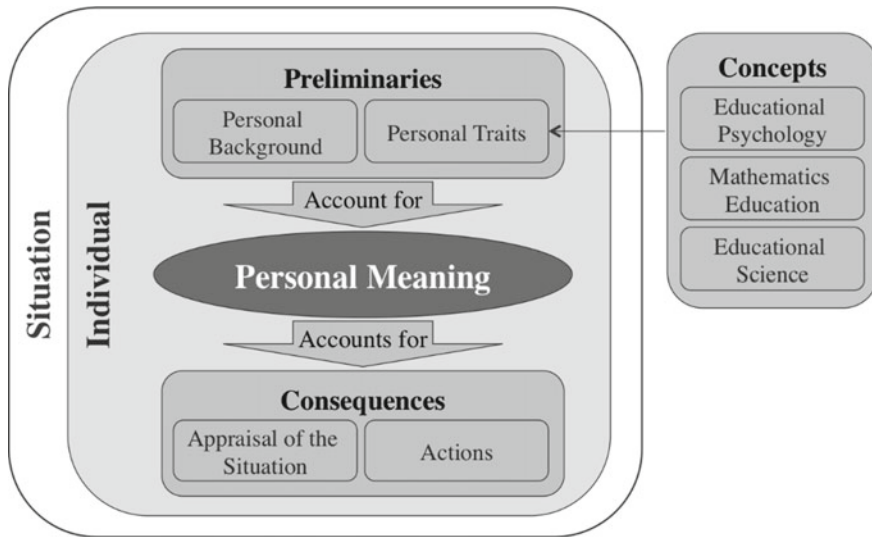 Situation
Individual
Preliminaries
Personal
Background
Personal Traits
Account for
Personal Meaning
Accounts for
Consequences
Appraisal of the
Situation
Actions
Concepts
Educational
Psychology
Mathematics
Education
Educational
Science